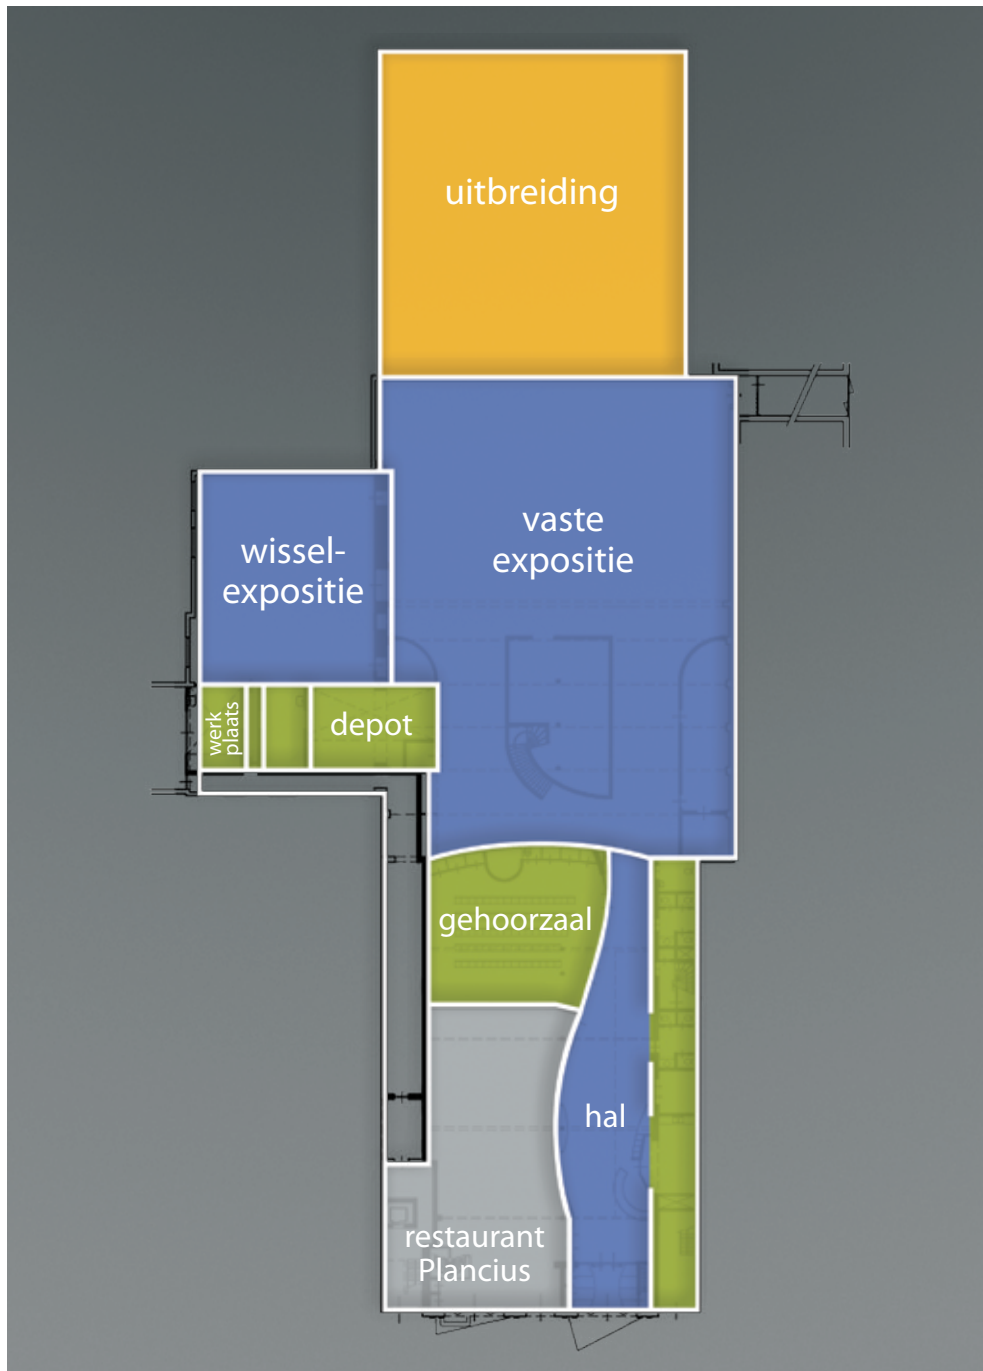 uitbreiding
vaste
expositie
wissel-
expositie
werk
plaats
depot
gehoorzaal
hal
restaurant
Plancius